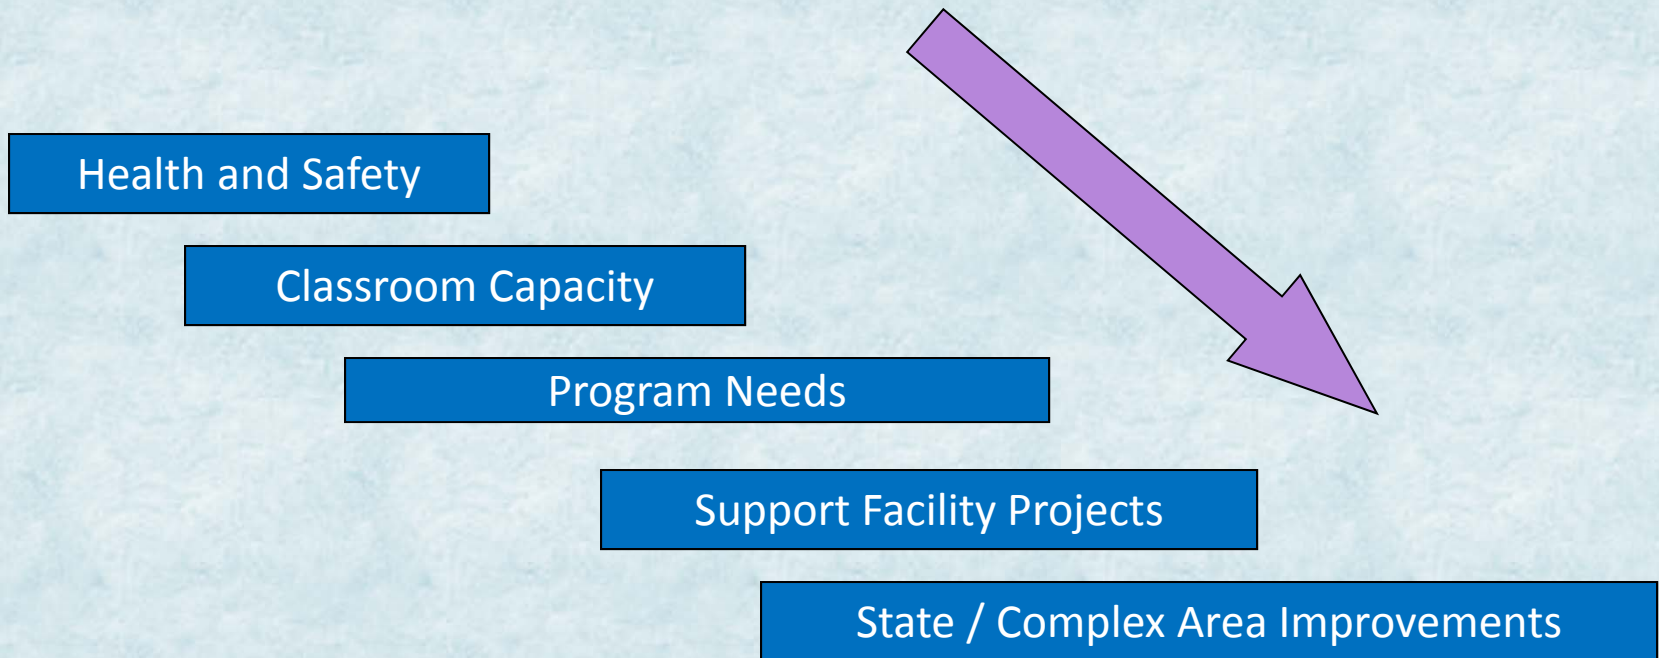 Health and Safety
Classroom Capacity
Program Needs
Support Facility Projects
State / Complex Area Improvements